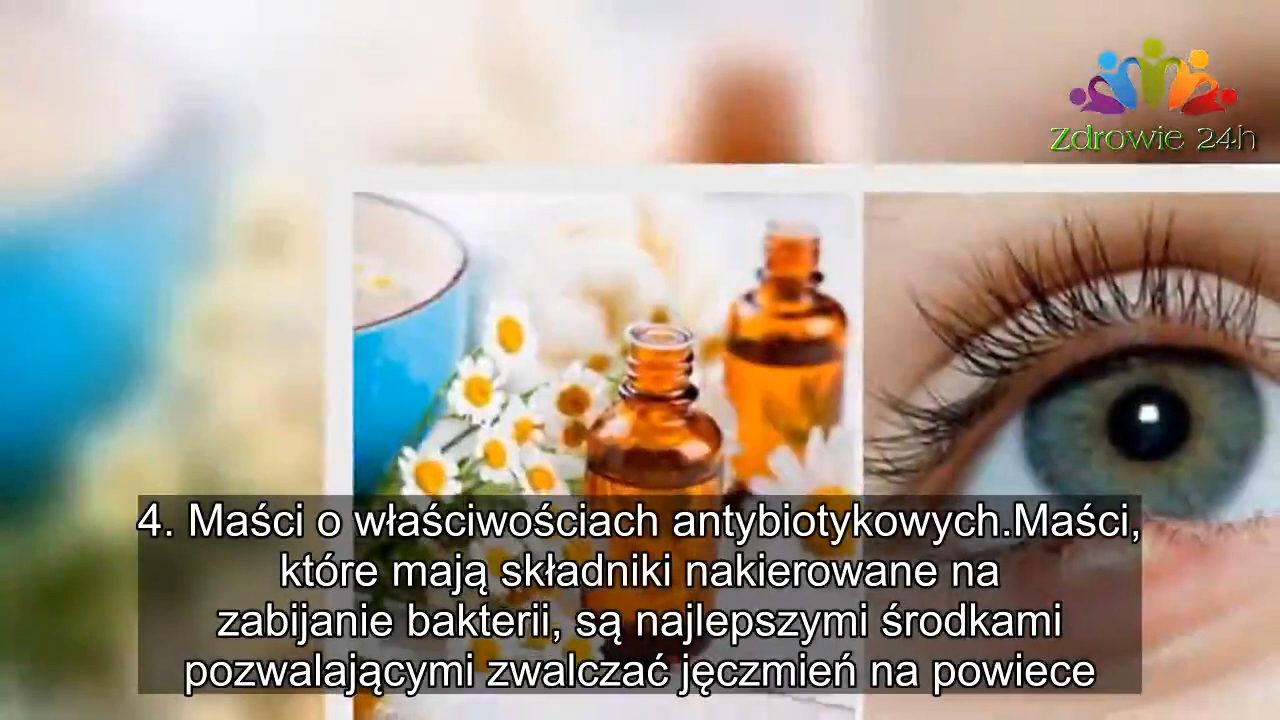 Zdrowie 24h
4. Maści o właściwościach antybiotykowych.Maści,
które mają składniki nakierowane na
zabijanie bakterii, są najlepszymi środkami
pozwalającymi zwalczać jęczmień na powiece